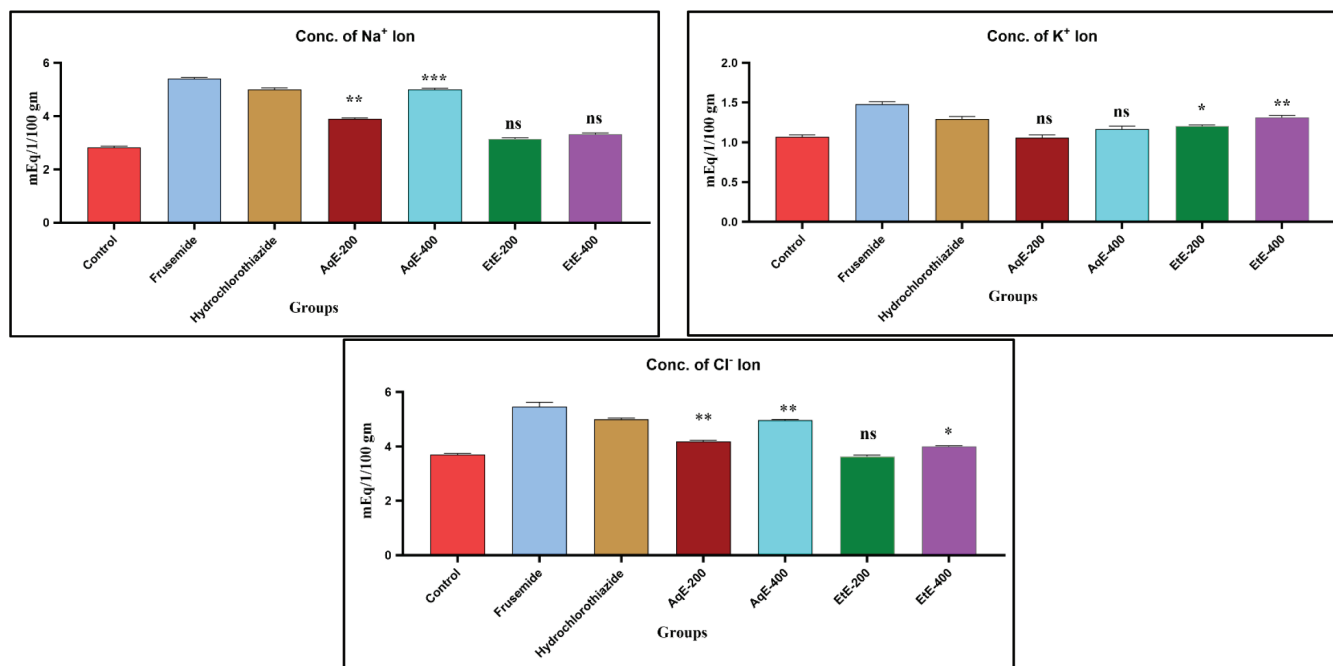 Conc. of Na⁺ Ion
mEq/1/100 gm
6
4
2
0
**
***
ns
ns
Control
Frusemide
Hydrochlorothiazide
AqE-200
AqE-400
EtE-200
EtE-400
Groups
Conc. of K⁺ Ion
mEq/1/100 gm
2.0
1.5
1.0
0.5
0.0
ns
ns
*
**
Control
Frusemide
Hydrochlorothiazide
AqE-200
AqE-400
EtE-200
EtE-400
Groups
Conc. of Cl⁻ Ion
mEq/1/100 gm
6
4
2
0
**
**
ns
*
Control
Frusemide
Hydrochlorothiazide
AqE-200
AqE-400
EtE-200
EtE-400
Groups